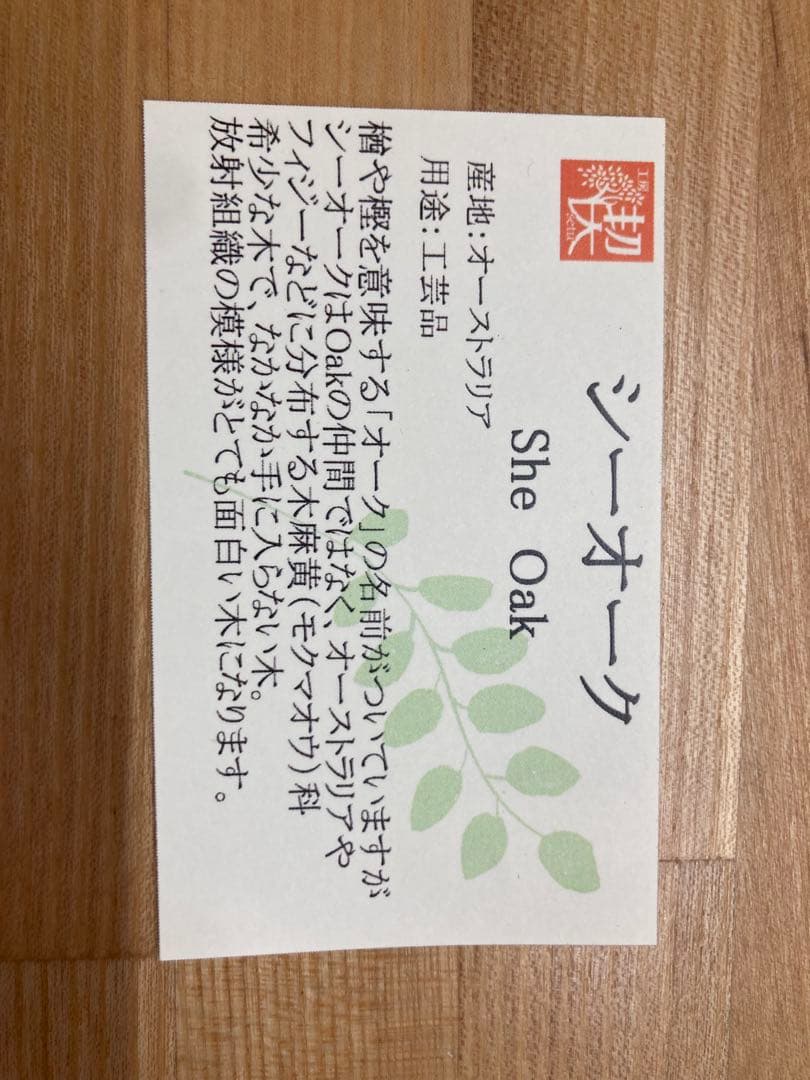 工房
楔
シーオーク
She Oak
産地：オーストラリア
用途：工芸品
楢や樫を意味する「オーク」の名前がついていますが
シーオークはOakの仲間ではなく、オーストラリアや
フィジーなどに分布する木麻黄（モクマオウ）科
希少な木で、なかなか手に入らない木。
放射組織の模様がとても面白い木になります。